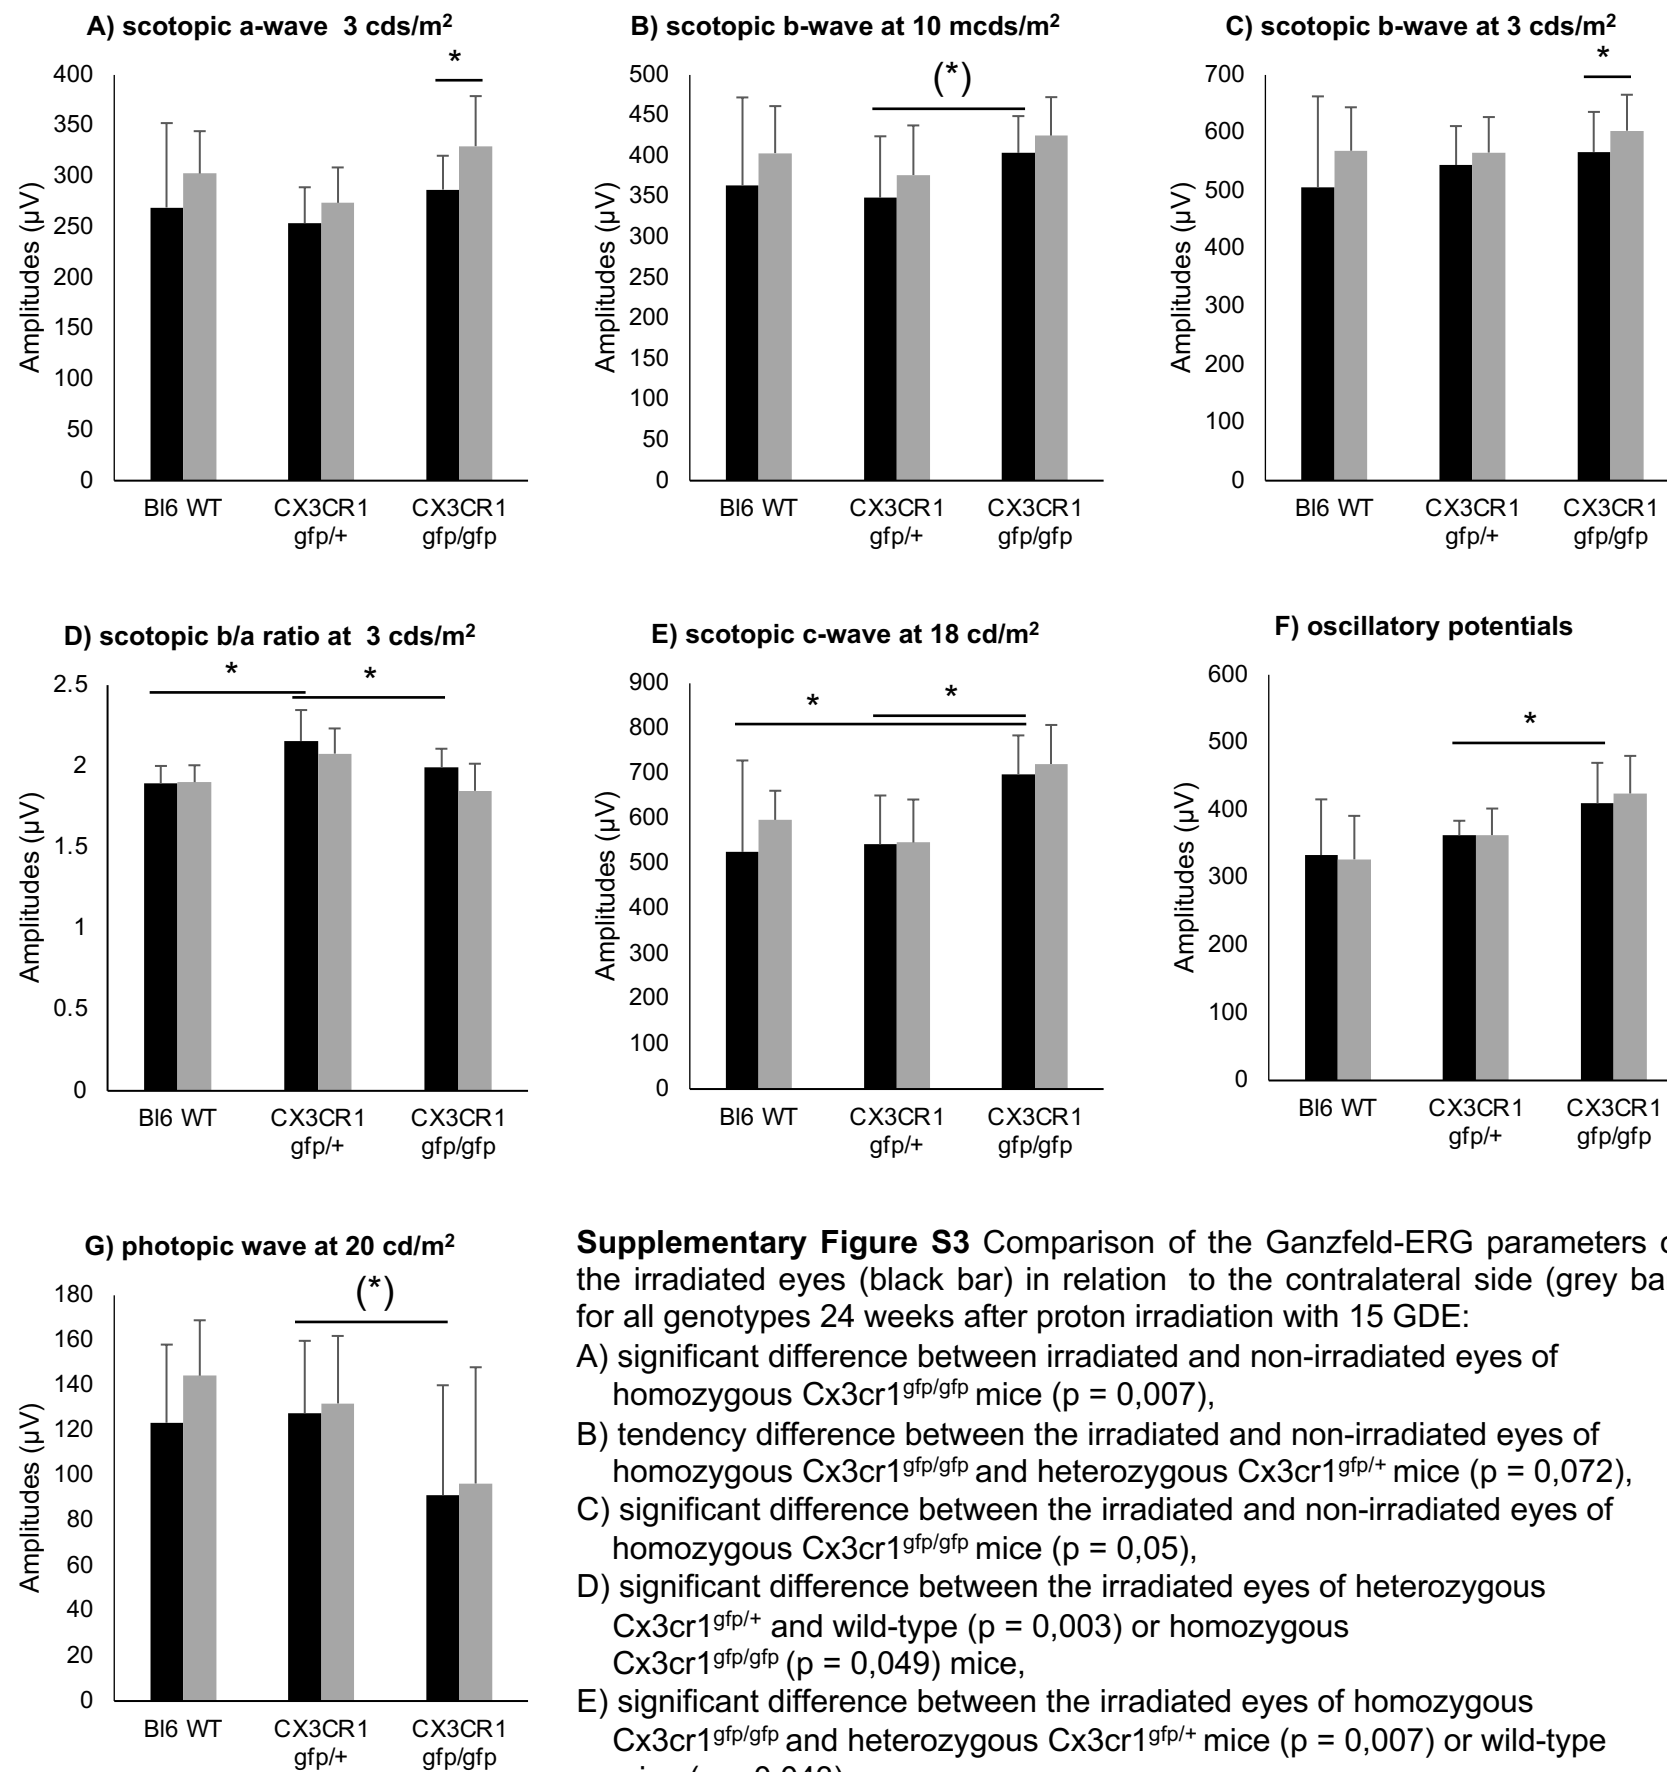 A) scotopic a-wave 3 cds/m2
*
400
350
300
250
200
150
100
50
0
Amplitudes (µV)
BI6 WT
CX3CR1
gfp/+
CX3CR1
gfp/gfp
B) scotopic b-wave at 10 mcds/m2
(*)
500
450
400
350
300
250
200
150
100
50
0
Amplitudes (µV)
BI6 WT
CX3CR1
gfp/+
CX3CR1
gfp/gfp
C) scotopic b-wave at 3 cds/m2
*
700
600
500
400
300
200
100
0
Amplitudes (µV)
BI6 WT
CX3CR1
gfp/+
CX3CR1
gfp/gfp
D) scotopic b/a ratio at 3 cds/m2
*
*
2.5
2
1.5
1
0.5
0
Amplitudes (µV)
BI6 WT
CX3CR1
gfp/+
CX3CR1
gfp/gfp
E) scotopic c-wave at 18 cd/m2
*
*
900
800
700
600
500
400
300
200
100
0
Amplitudes (µV)
BI6 WT
CX3CR1
gfp/+
CX3CR1
gfp/gfp
F) oscillatory potentials
*
600
500
400
300
200
100
0
Amplitudes (µV)
BI6 WT
CX3CR1
gfp/+
CX3CR1
gfp/gfp
G) photopic wave at 20 cd/m2
(*)
180
160
140
120
100
80
60
40
20
0
Amplitudes (µV)
BI6 WT
CX3CR1
gfp/+
CX3CR1
gfp/gfp
Supplementary Figure S3 Comparison of the Ganzfeld-ERG parameters
the irradiated eyes (black bar) in relation to the contralateral side (grey
for all genotypes 24 weeks after proton irradiation with 15 GDE:
A) significant difference between irradiated and non-irradiated eyes of
homozygous Cx3cr1gfp/gfp mice (p = 0,007),
B) tendency difference between the irradiated and non-irradiated eyes of
homozygous Cx3cr1gfp/gfp and heterozygous Cx3cr1gfp/+ mice (p = 0,072),
C) significant difference between the irradiated and non-irradiated eyes of
homozygous Cx3cr1gfp/gfp mice (p = 0,05),
D) significant difference between the irradiated eyes of heterozygous
Cx3cr1gfp/+ and wild-type (p = 0,003) or homozygous
Cx3cr1gfp/gfp (p = 0,049) mice,
E) significant difference between the irradiated eyes of homozygous
Cx3cr1gfp/gfp and heterozygous Cx3cr1gfp/+ mice (p = 0,007) or wild-type